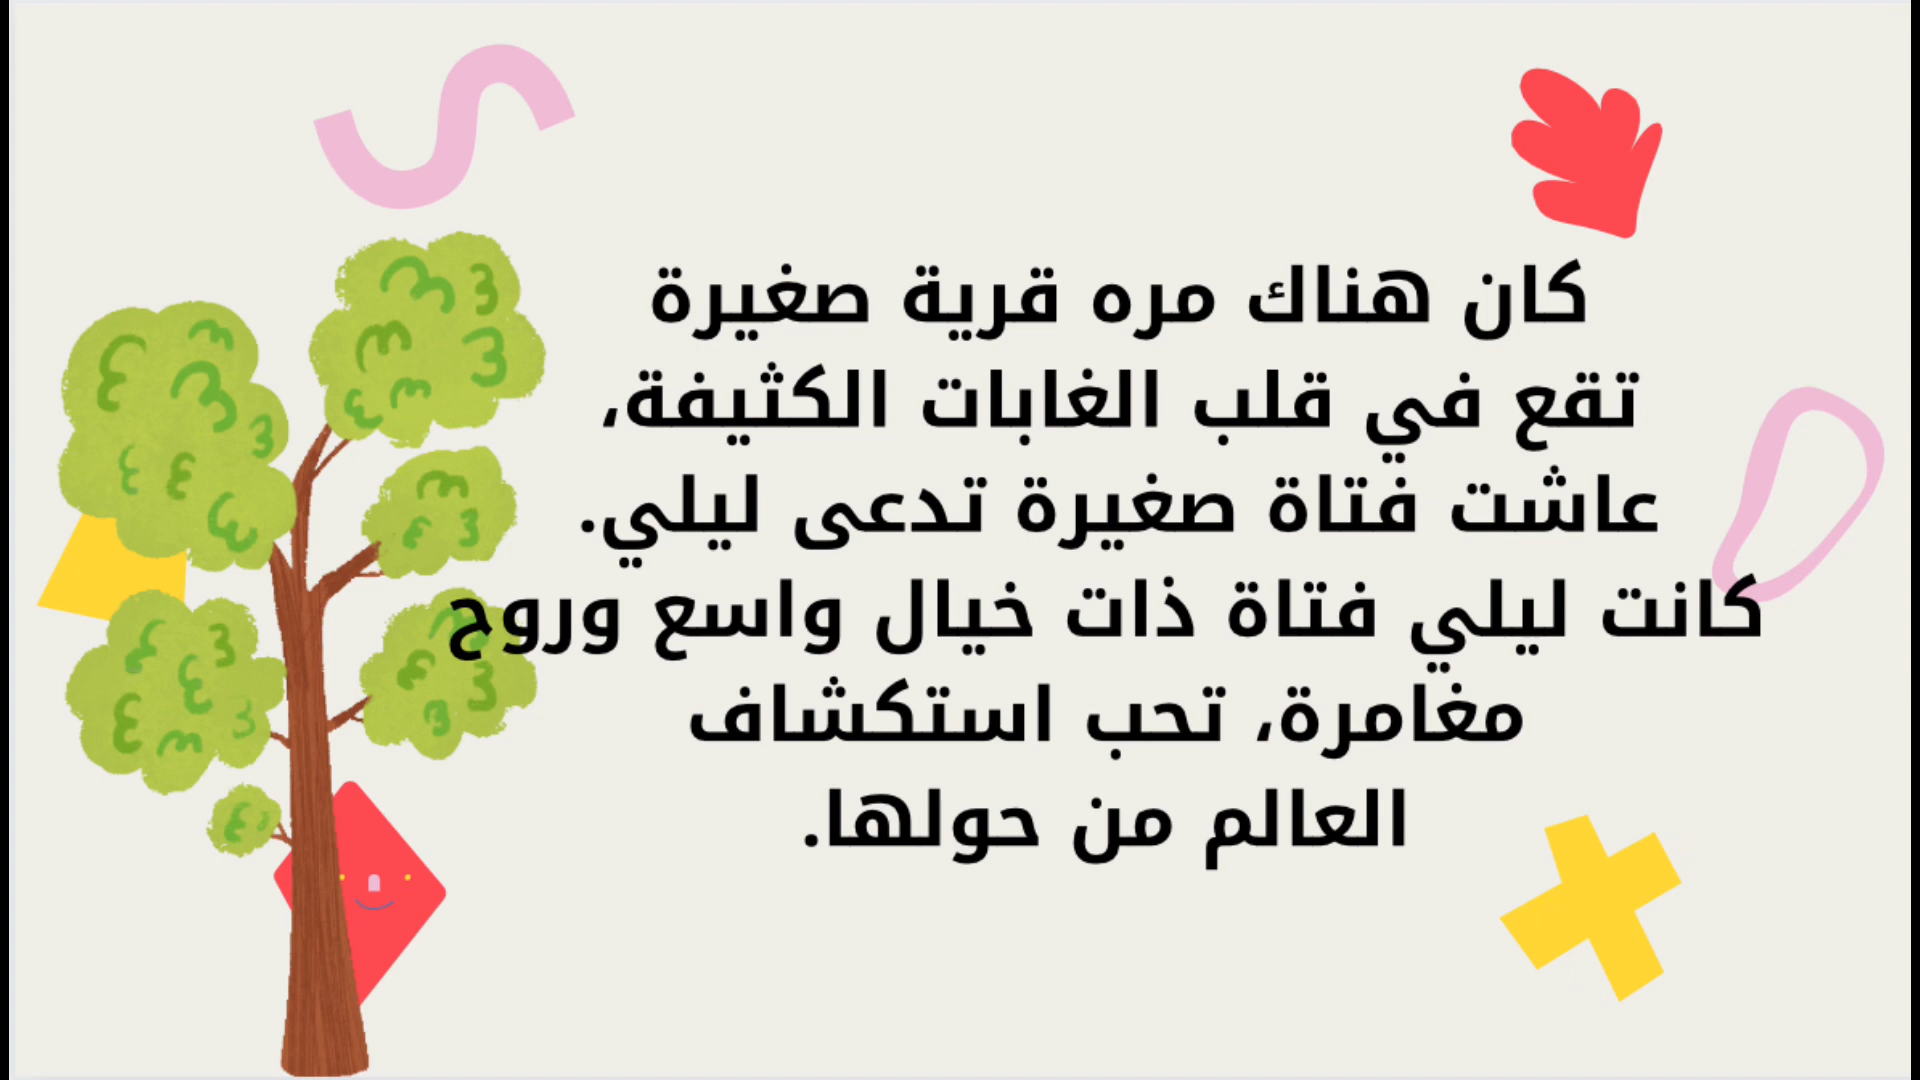 كان هناك مره قرية صغيرة
تقع في قلب الغابات الكثيفة،
عاشت فتاة صغيرة تدعى ليلي.
كانت ليلي فتاة ذات خيال واسع وروح
مغامرة، تحب استكشاف
العالم من حولها.